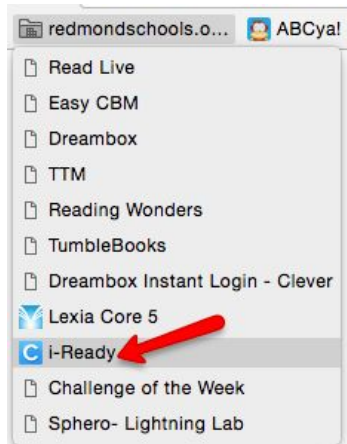 redmondschools.o... ABCya!
Read Live
Easy CBM
Dreambox
TTM
Reading Wonders
TumbleBooks
Dreambox Instant Login - Clever
Lexia Core 5
C i-Ready
Challenge of the Week
Sphero- Lightning Lab